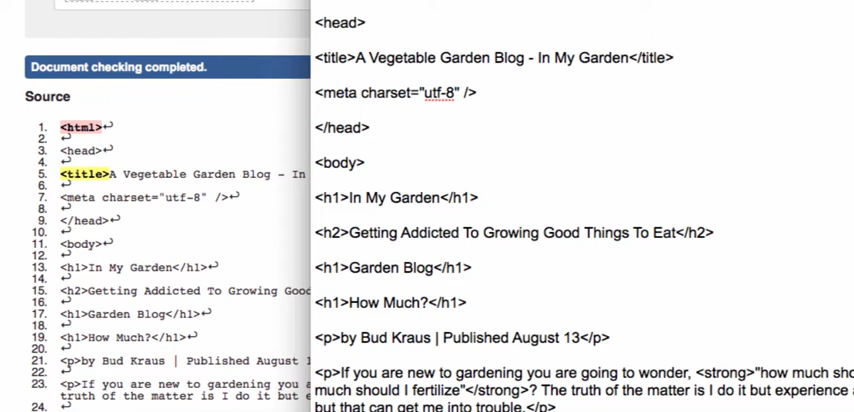 Document checking completed.
Source
1. <html>↩
2. ↩
3. <head>↩
4. ↩
5. <title>A Vegetable Garden Blog - In
6. ↩
7. <meta charset="utf-8" />↩
8. ↩
9. </head>↩
10. ↩
11. <body>↩
12. ↩
13. <h1>In My Garden</h1>↩
14. ↩
15. <h2>Getting Addicted To Growing Good
16. ↩
17. <h1>Garden Blog</h1>↩
18. ↩
19. <h1>How Much?</h1>↩
20. ↩
21. <p>by Bud Kraus | Published August 1
22. ↩
23. <p>If you are new to gardening you a
truth of the matter is I do it but experience
24. ↩
<head>
<title>A Vegetable Garden Blog - In My Garden</title>
<meta charset="utf-8" />
</head>
<body>
<h1>In My Garden</h1>
<h2>Getting Addicted To Growing Good Things To Eat</h2>
<h1>Garden Blog</h1>
<h1>How Much?</h1>
<p>by Bud Kraus | Published August 13</p>
<p>If you are new to gardening you are going to wonder, <strong>"how much sho
much should I fertilize"</strong>? The truth of the matter is I do it but experience a
but that can get me into trouble.</p>